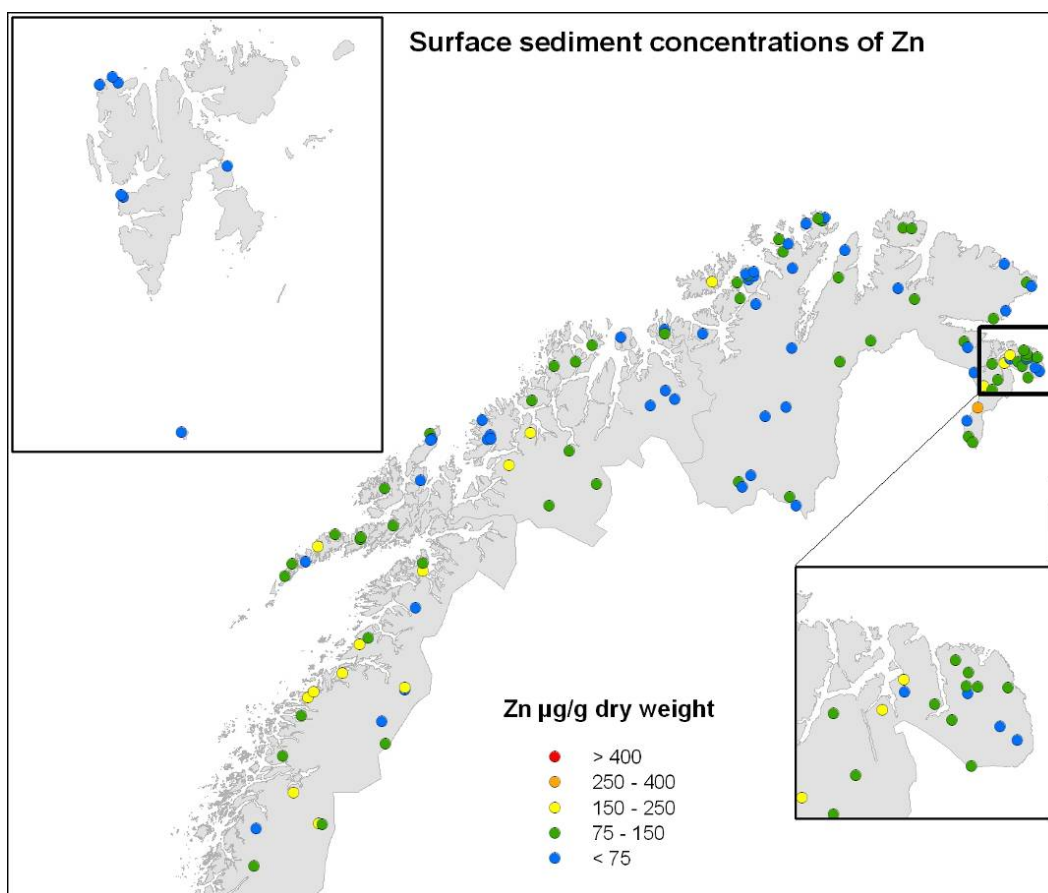 Surface sediment concentrations of Zn
Zn µg/g dry weight
> 400
250 - 400
150 - 250
75 - 150
< 75